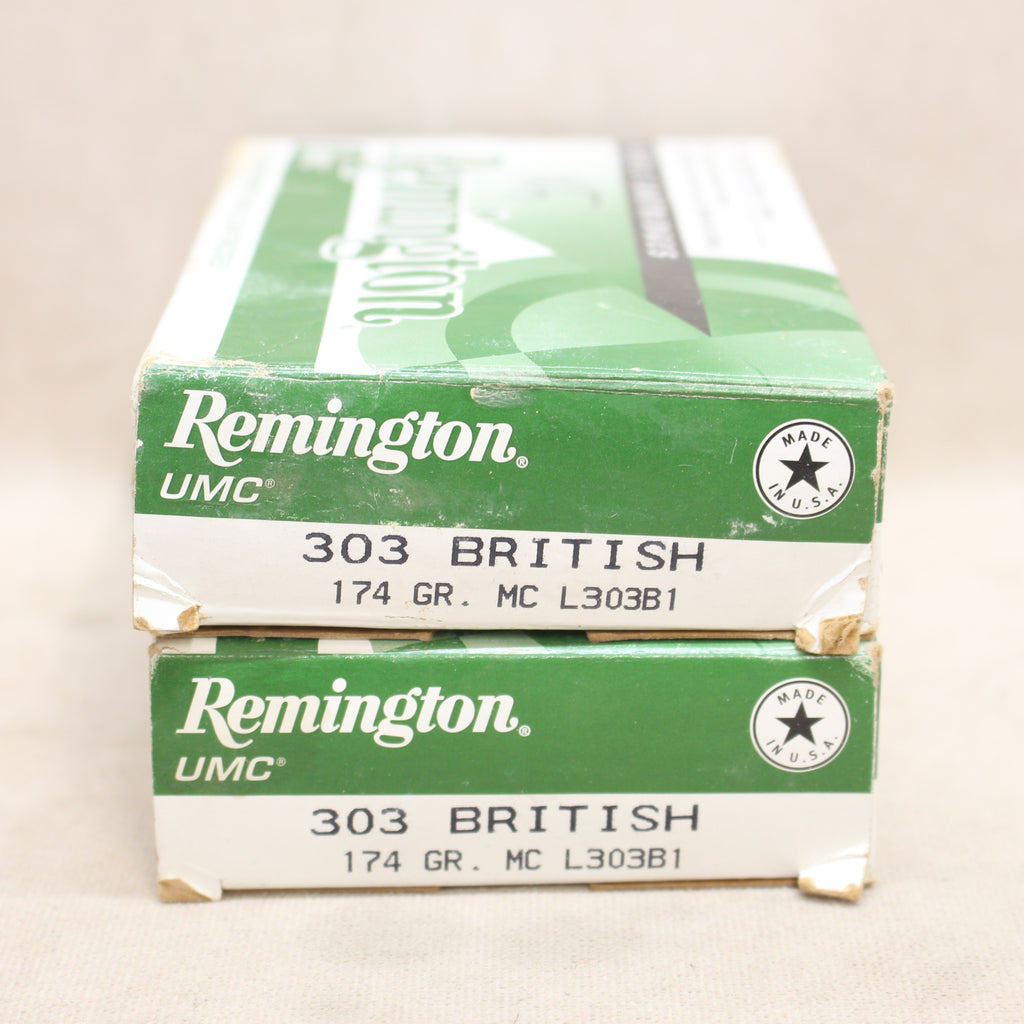 Remington
Remington®
UMC®
MADE
IN U.S.A.
303 BRITISH
174 GR. MC L303B1
Remington®
UMC®
MADE
IN U.S.A.
303 BRITISH
174 GR. MC L303B1